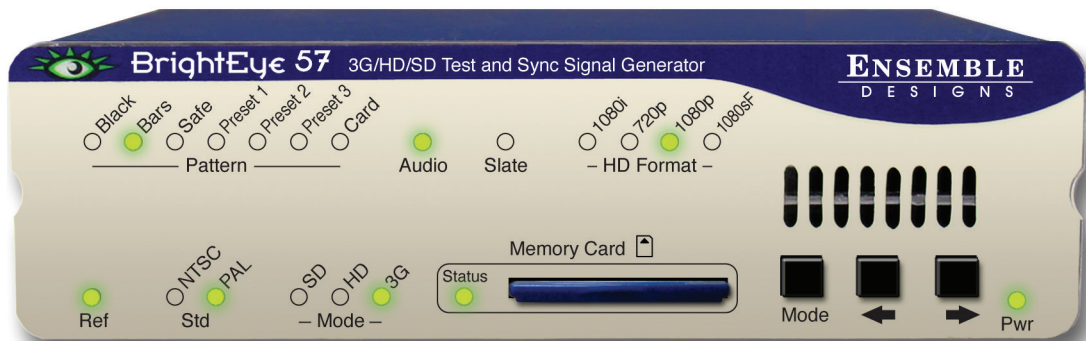 BrightEye 57 3G/HD/SD Test and Sync Signal Generator
ENSEMBLE
DESIGNS
Black Bars Safe Preset 1 Preset 2 Preset 3 Card
Pattern
Audio
Slate
1080i 720p 1080p 1080sF
– HD Format –
Memory Card
Status
NTSC PAL
SD HD 3G
Ref
Std
– Mode –
Mode
Pwr